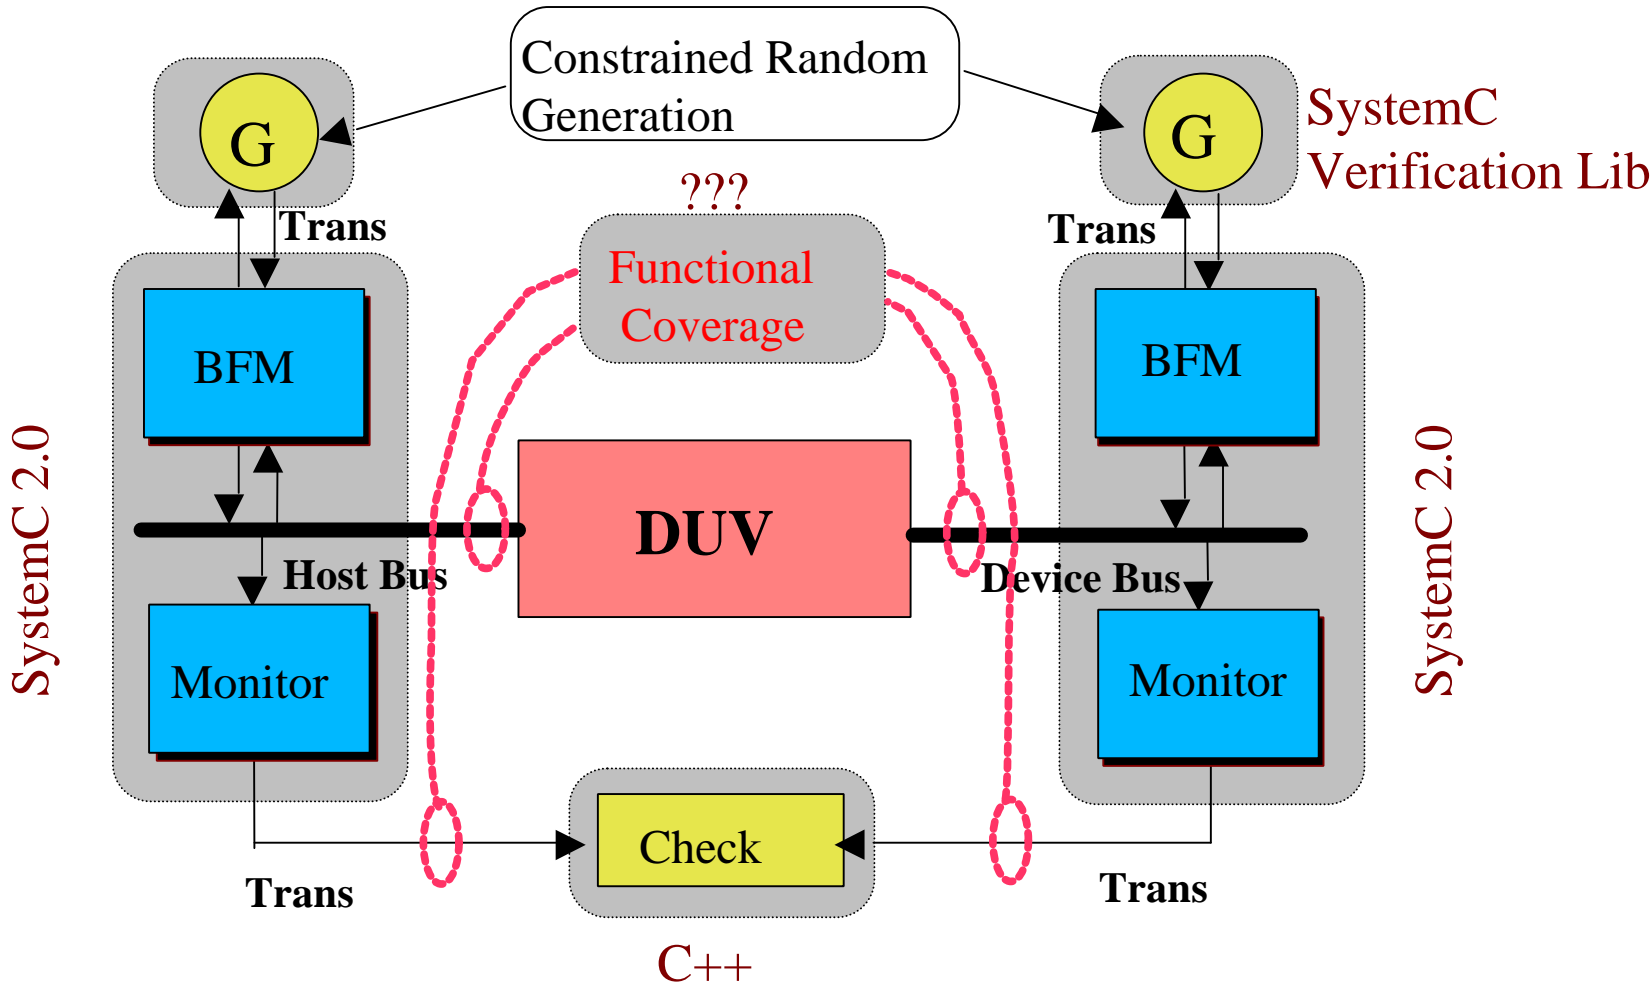 Constrained Random
Generation
G
G
SystemC
Verification Lib
???
Trans
Trans
Functional
Coverage
BFM
BFM
SystemC 2.0
SystemC 2.0
DUV
Host Bus
Device Bus
Monitor
Monitor
Check
Trans
Trans
C++